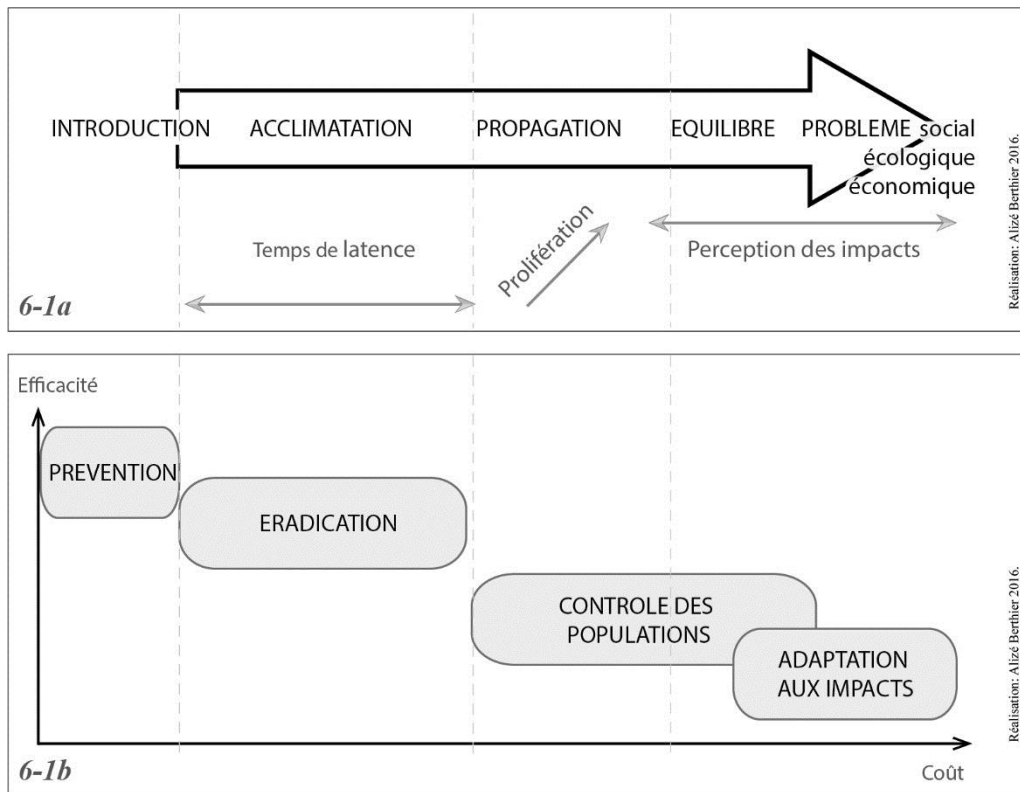 INTRODUCTION ACCLIMATATION PROPAGATION EQUILIBRE PROBLEME social
écologique
économique
Temps de latence
Prolifération
Perception des impacts
6-1a
Réalisation: Alizé Berthier 2016.
Efficacité
PREVENTION
ERADICATION
CONTROLE DES
POPULATIONS
ADAPTATION
AUX IMPACTS
6-1b
Coût
Réalisation: Alizé Berthier 2016.